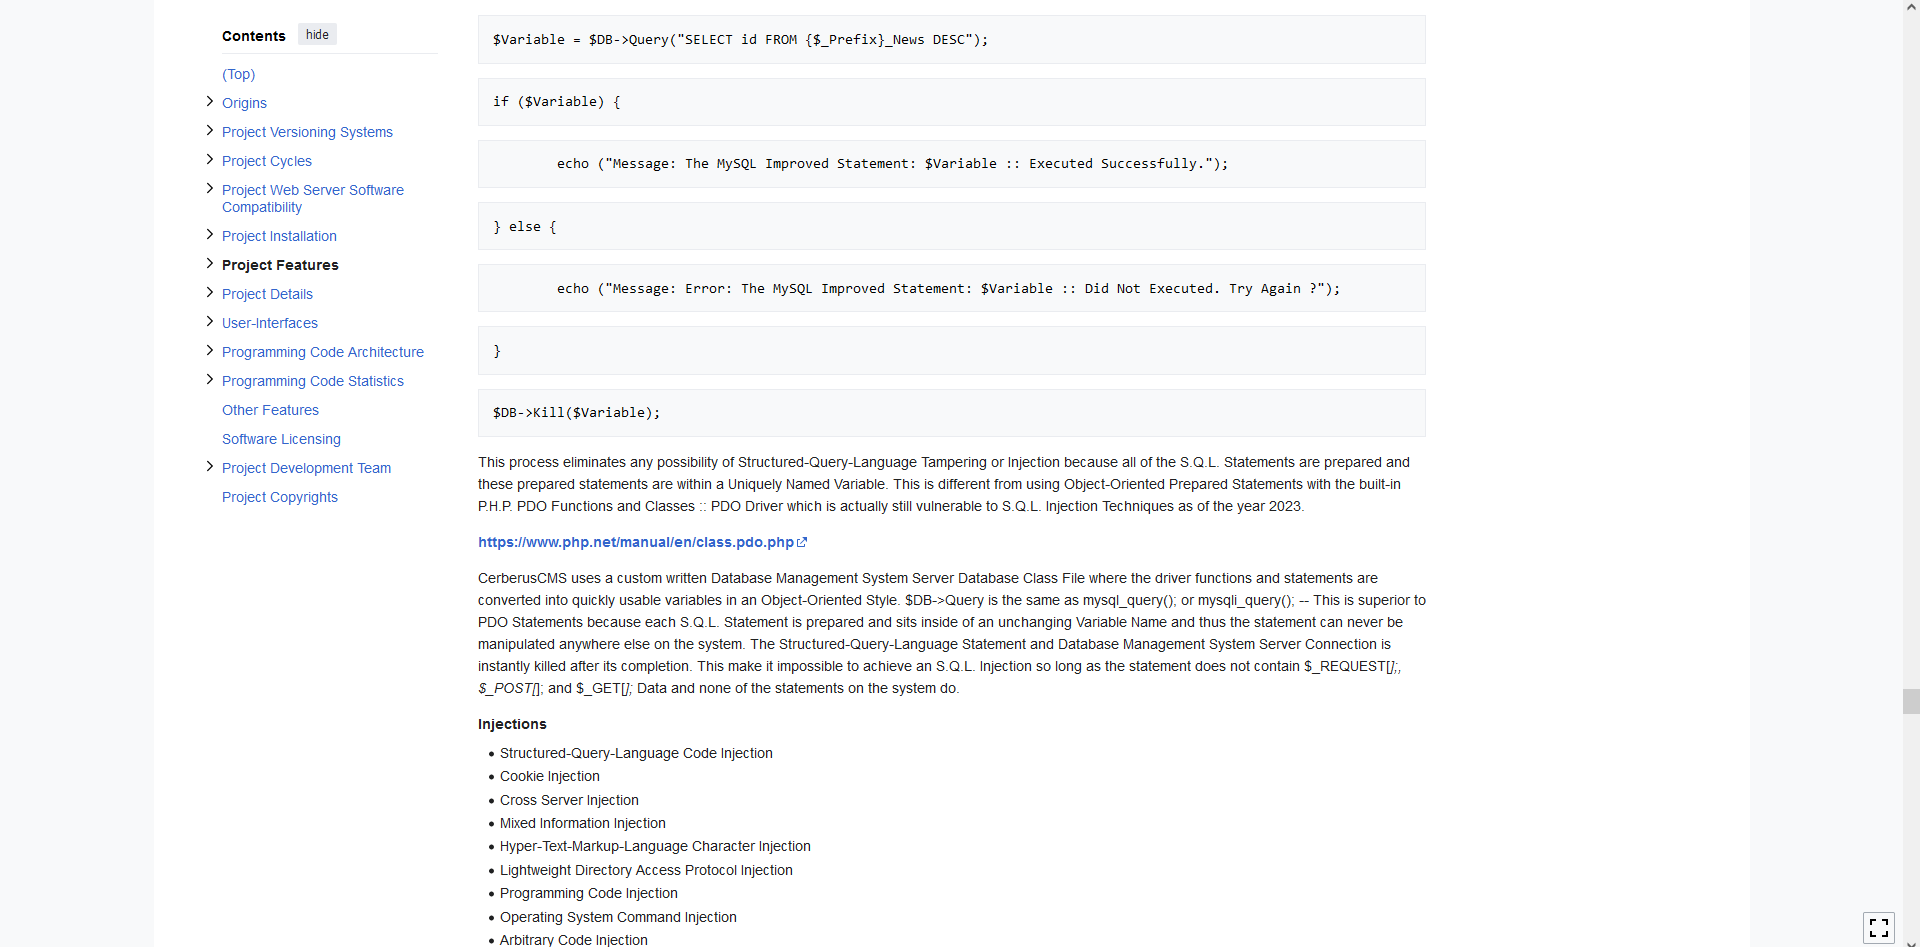 Contents hide
(Top)
Origins
Project Versioning Systems
Project Cycles
Project Web Server Software
Compatibility
Project Installation
Project Features
Project Details
User-Interfaces
Programming Code Architecture
Programming Code Statistics
Other Features
Software Licensing
Project Development Team
Project Copyrights
$Variable = $DB->Query("SELECT id FROM {$_Prefix}_News DESC");
if ($Variable) {
echo ("Message: The MySQL Improved Statement: $Variable :: Executed Successfully.");
} else {
echo ("Message: Error: The MySQL Improved Statement: $Variable :: Did Not Executed. Try Again ?");
}
$DB->Kill($Variable);
This process eliminates any possibility of Structured-Query-Language Tampering or Injection because all of the S.Q.L. Statements are prepared and
these prepared statements are within a Uniquely Named Variable. This is different from using Object-Oriented Prepared Statements with the built-in
P.H.P. PDO Functions and Classes :: PDO Driver which is actually still vulnerable to S.Q.L. Injection Techniques as of the year 2023.
https://www.php.net/manual/en/class.pdo.php
CerberusCMS uses a custom written Database Management System Server Database Class File where the driver functions and statements are
converted into quickly usable variables in an Object-Oriented Style. $DB->Query is the same as mysql_query(); or mysqli_query(); -- This is superior to
PDO Statements because each S.Q.L. Statement is prepared and sits inside of an unchanging Variable Name and thus the statement can never be
manipulated anywhere else on the system. The Structured-Query-Language Statement and Database Management System Server Connection is
instantly killed after its completion. This make it impossible to achieve an S.Q.L. Injection so long as the statement does not contain $_REQUEST[];,
$_POST[]; and $_GET[]; Data and none of the statements on the system do.
Injections
• Structured-Query-Language Code Injection
• Cookie Injection
• Cross Server Injection
• Mixed Information Injection
• Hyper-Text-Markup-Language Character Injection
• Lightweight Directory Access Protocol Injection
• Programming Code Injection
• Operating System Command Injection
• Arbitrary Code Injection